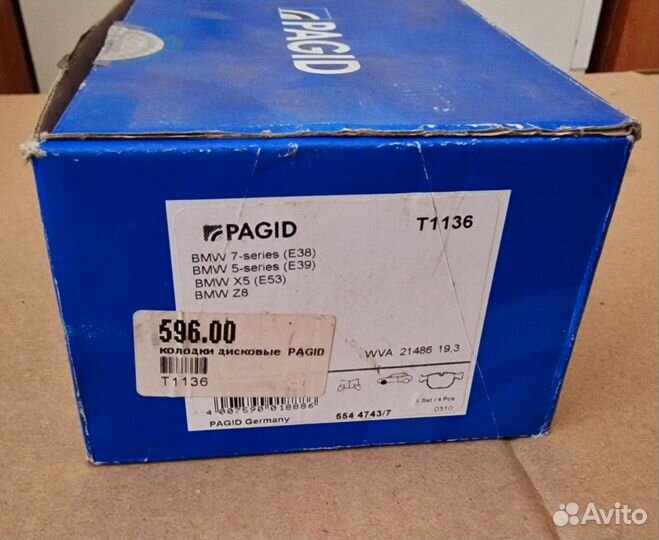 PAGID
PAGID
T1136
BMW 7-series (E38)
BMW 5-series (E39)
BMW X5 (E53)
BMW Z8
596.00
колодки дисковые PAGID
T1136
WVA 21486 19,3
1 Set / 4 Pcs
4 007590 018886
554 4743/7
0310
PAGID Germany
Avito